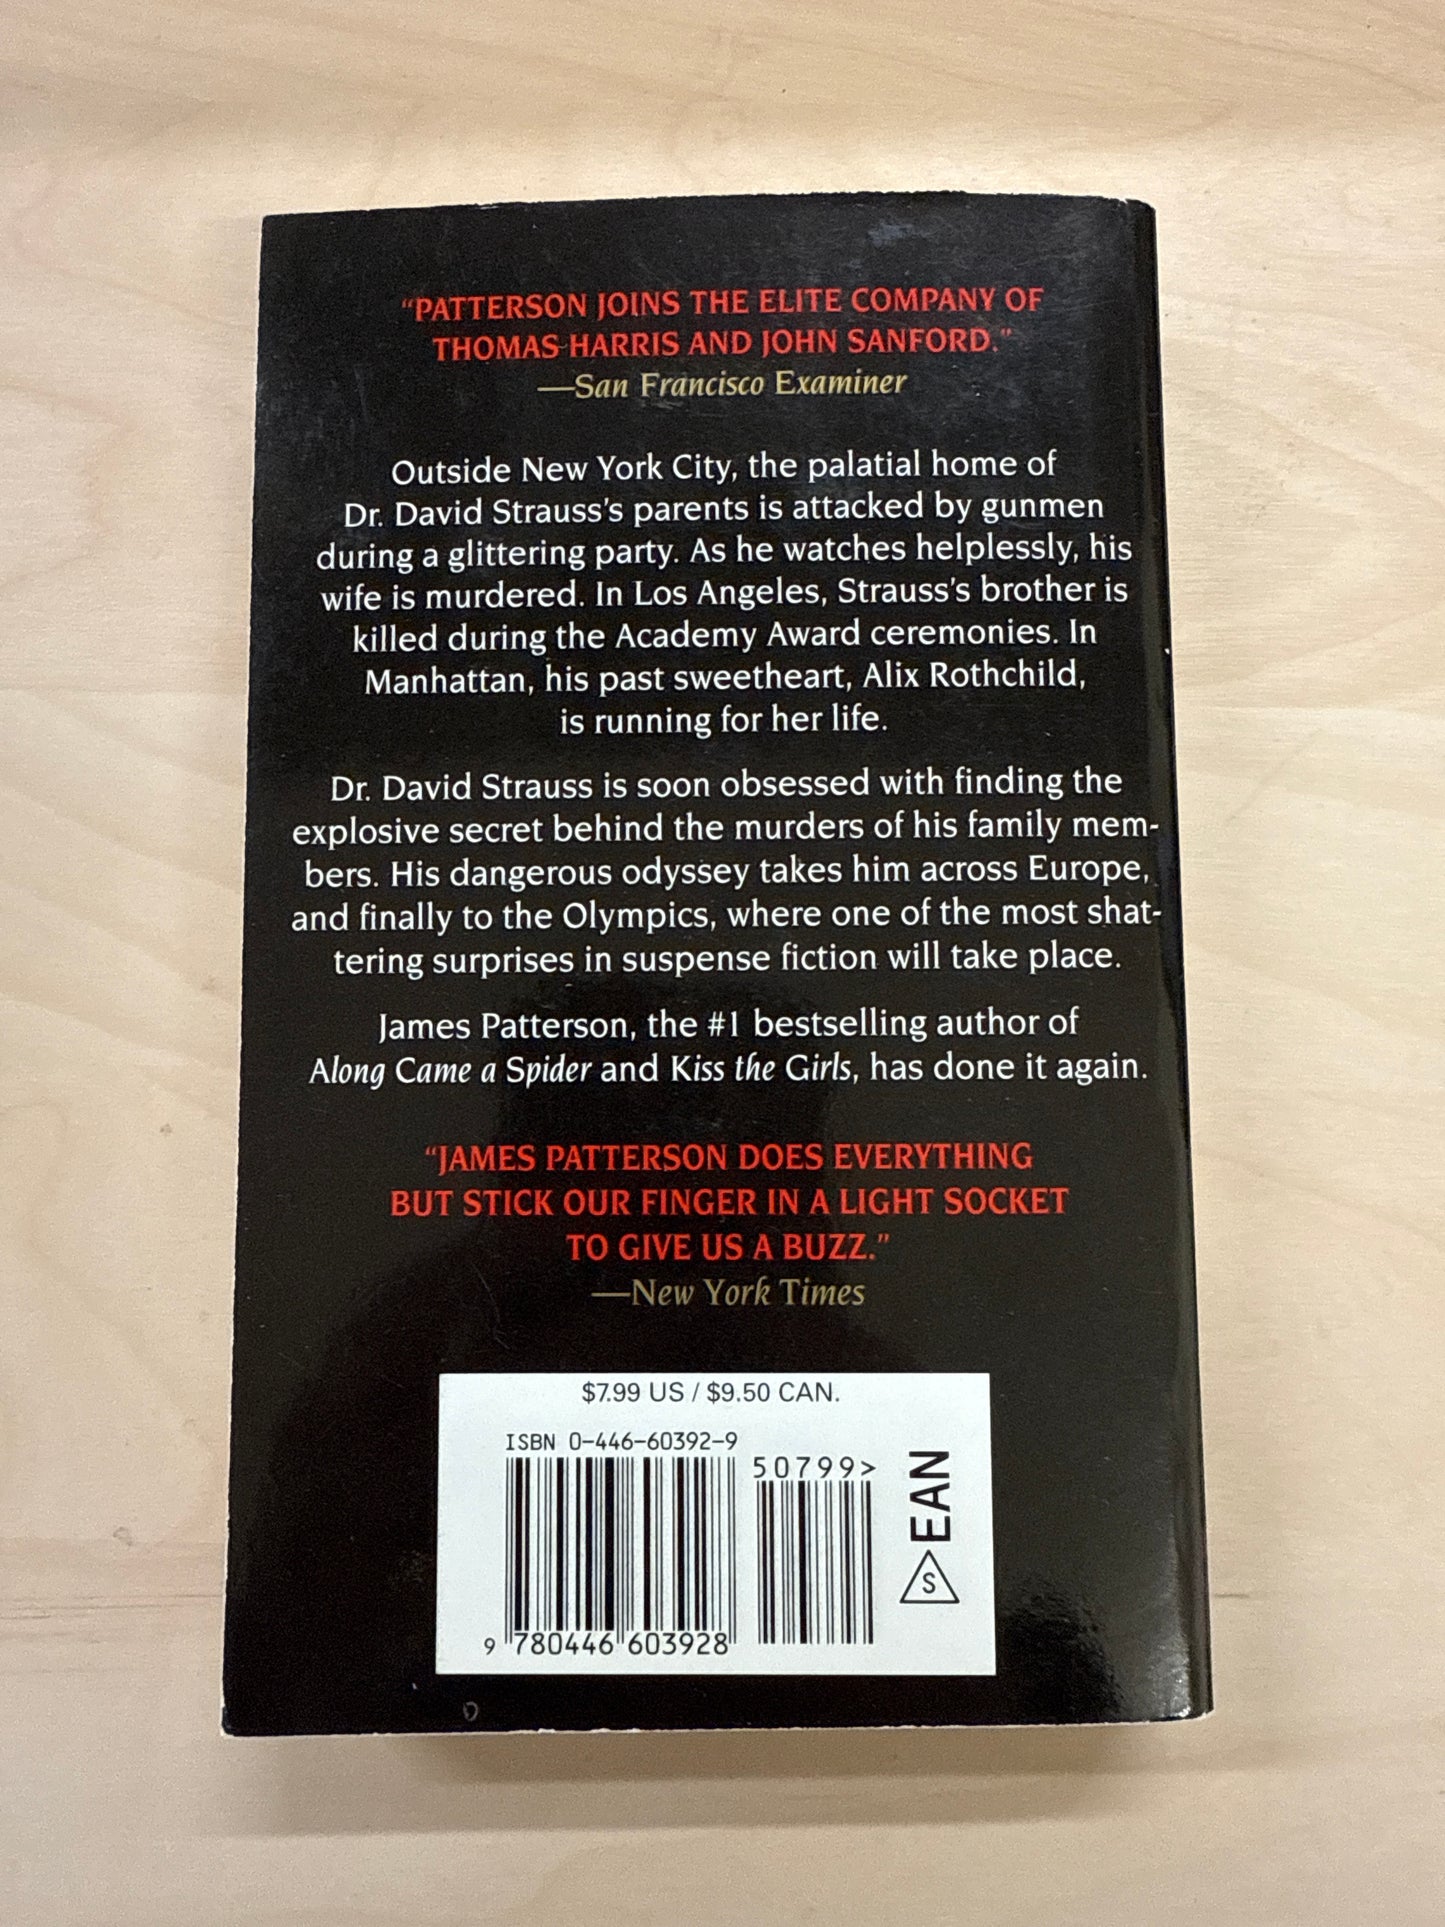 “PATTERSON JOINS THE ELITE COMPANY OF
THOMAS HARRIS AND JOHN SANFORD.”
—San Francisco Examiner
Outside New York City, the palatial home of
Dr. David Strauss’s parents is attacked by gunmen
during a glittering party. As he watches helplessly, his
wife is murdered. In Los Angeles, Strauss’s brother is
killed during the Academy Award ceremonies. In
Manhattan, his past sweetheart, Alix Rothchild,
is running for her life.
Dr. David Strauss is soon obsessed with finding the
explosive secret behind the murders of his family mem-
bers. His dangerous odyssey takes him across Europe,
and finally to the Olympics, where one of the most shat-
tering surprises in suspense fiction will take place.
James Patterson, the #1 bestselling author of
Along Came a Spider and Kiss the Girls, has done it again.
“JAMES PATTERSON DOES EVERYTHING
BUT STICK OUR FINGER IN A LIGHT SOCKET
TO GIVE US A BUZZ.”
—New York Times
$7.99 US / $9.50 CAN.
ISBN 0-446-60392-9
50799>
9 780446 603928
S EAN